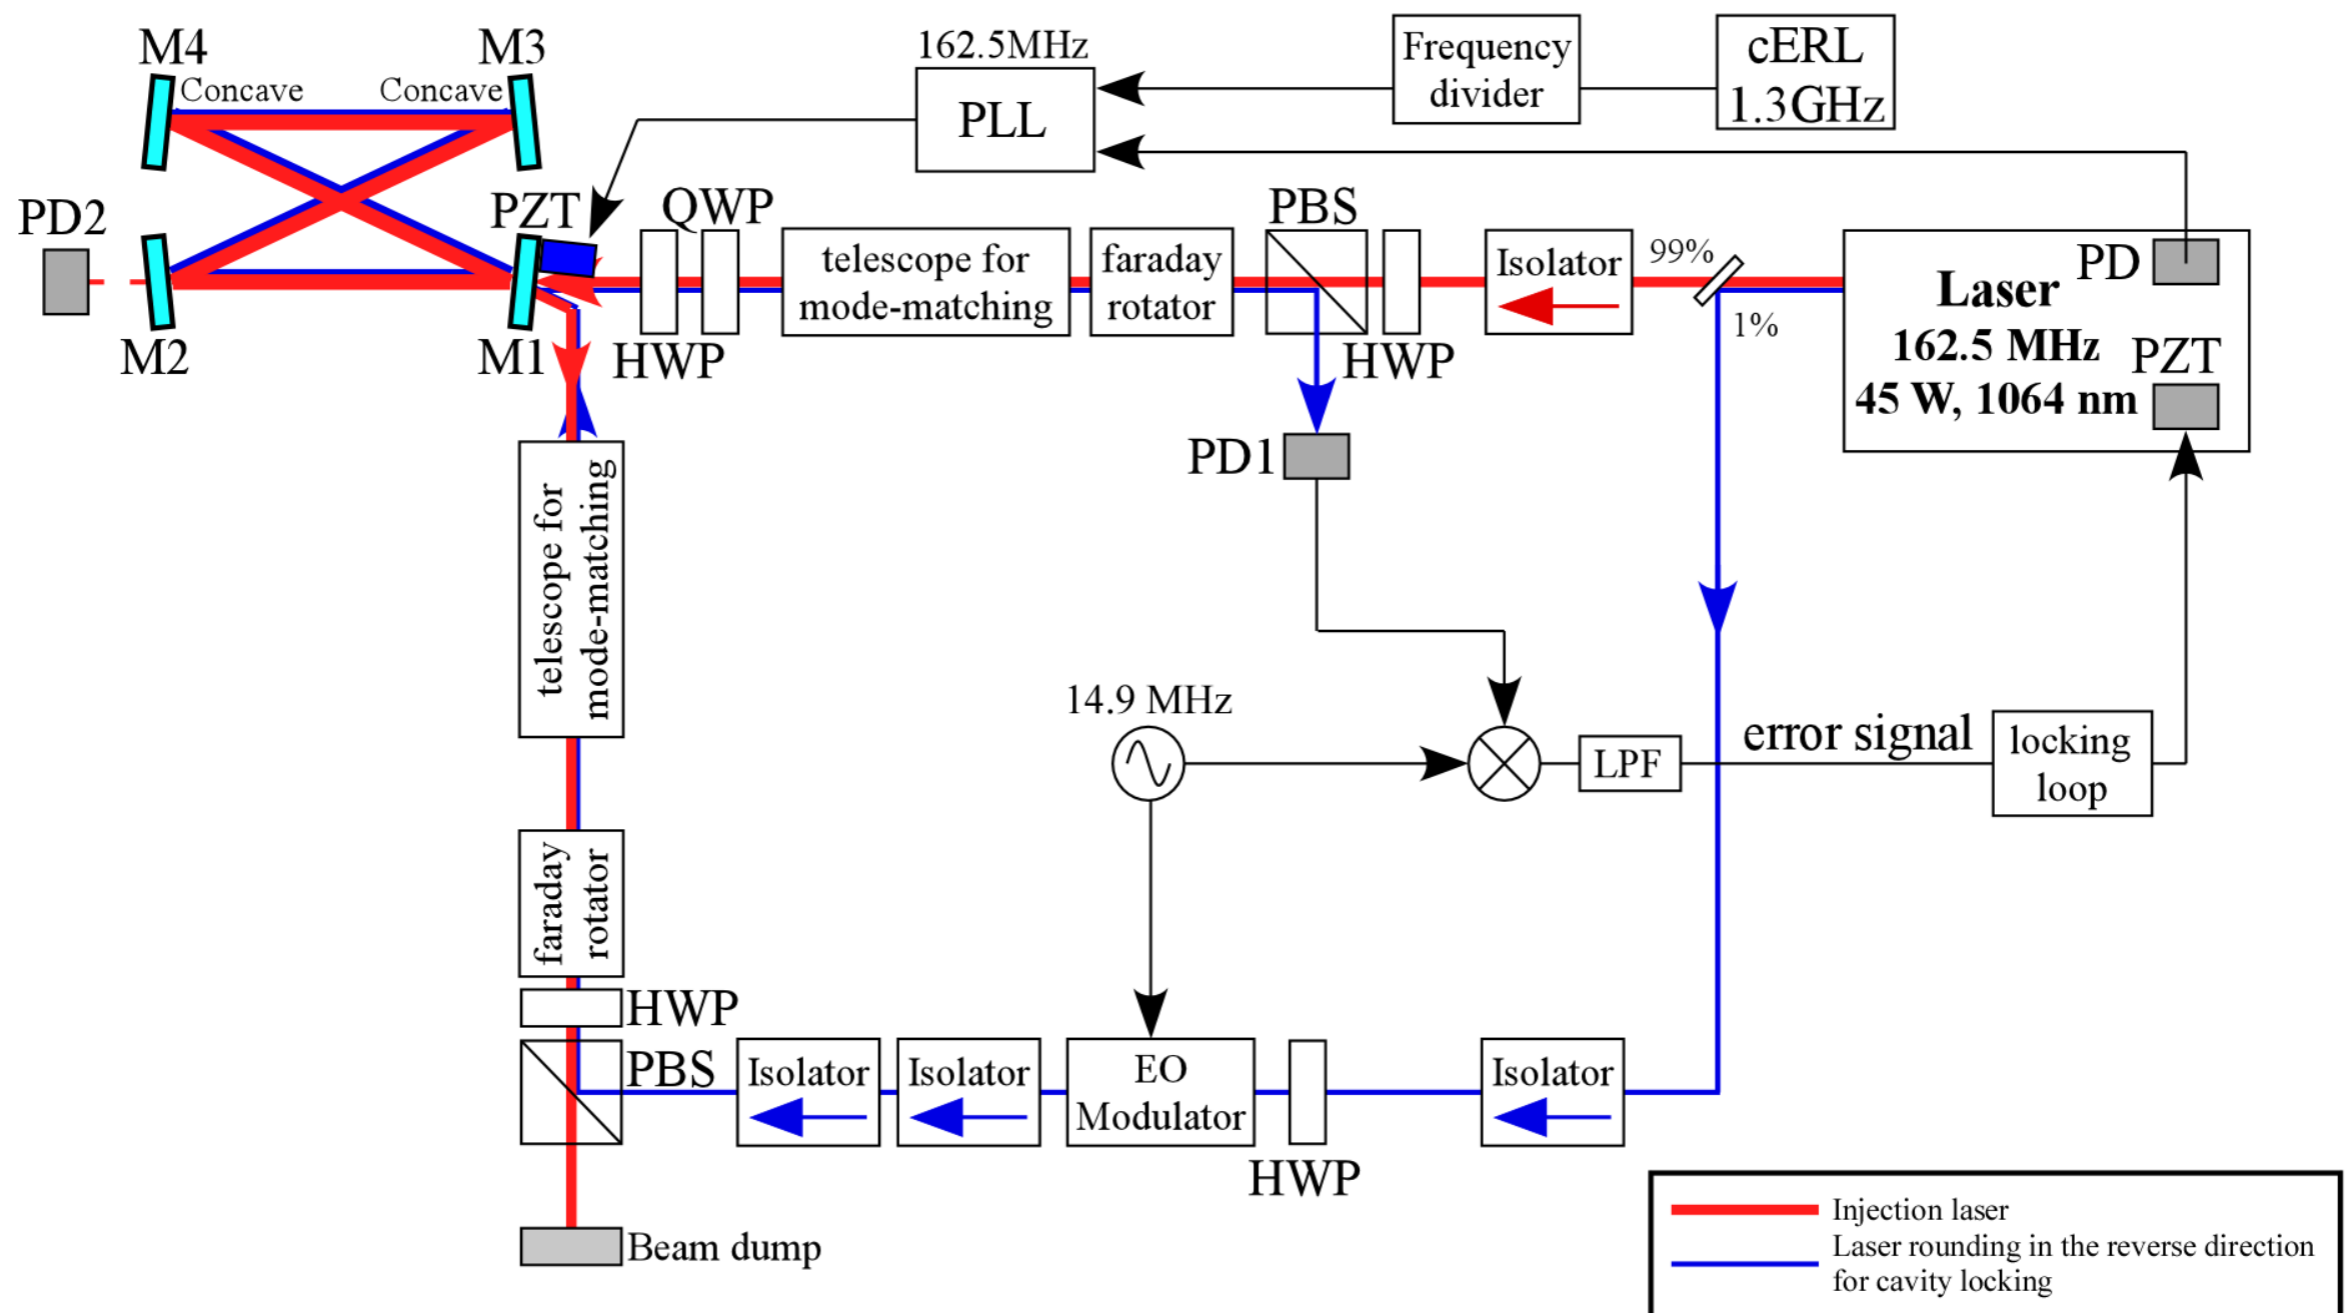 M4
M3
Concave
Concave
162.5MHz
PLL
Frequency
divider
cERL
1.3GHz
PD2
PZT
QWP
PBS
M2
M1
HWP
telescope for
mode-matching
faraday
rotator
HWP
Isolator
99%
1%
Laser
162.5 MHz
45 W, 1064 nm
PD
PZT
PD1
telescope for
mode-matching
14.9 MHz
LPF
error signal
locking
loop
faraday
rotator
HWP
PBS
Isolator
Isolator
EO
Modulator
HWP
Isolator
Beam dump
Injection laser
Laser rounding in the reverse direction
for cavity locking